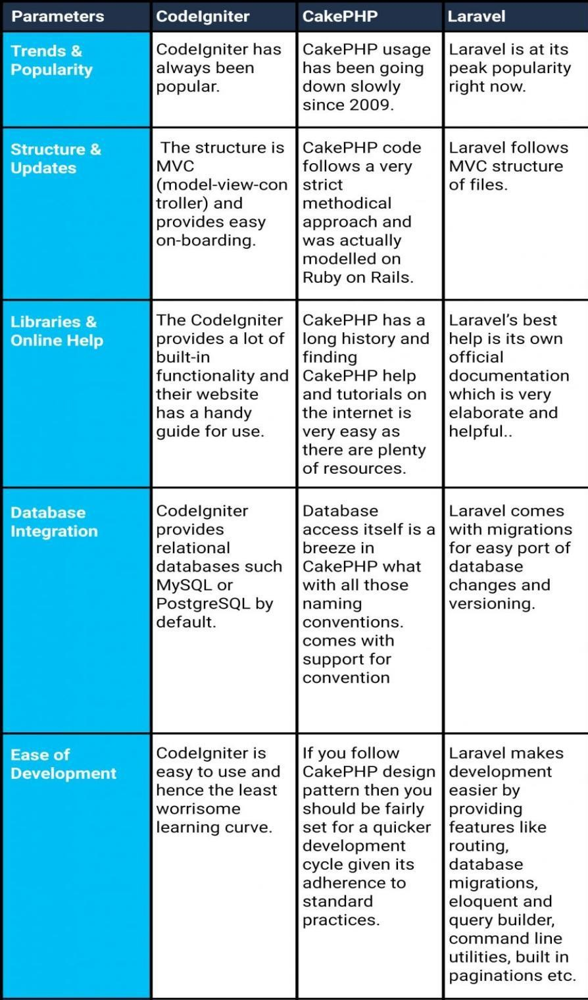 Parameters
CodeIgniter
CakePHP
Laravel
Trends &
Popularity
CodeIgniter has
always been
popular.
CakePHP usage
has been going
down slowly
since 2009.
Laravel is at its
peak popularity
right now.
Structure &
Updates
The structure is
MVC
(model-view-con
troller) and
provides easy
on-boarding.
CakePHP code
follows a very
strict
methodical
approach and
was actually
modelled on
Ruby on Rails.
Laravel follows
MVC structure
of files.
Libraries &
Online Help
The CodeIgniter
provides a lot of
built-in
functionality and
their website
has a handy
guide for use.
CakePHP has a
long history and
finding
CakePHP help
and tutorials on
the internet is
very easy as
there are plenty
of resources.
Laravel’s best
help is its own
official
documentation
which is very
elaborate and
helpful..
Database
Integration
CodeIgniter
provides
relational
databases such
MySQL or
PostgreSQL by
default.
Database
access itself is a
breeze in
CakePHP what
with all those
naming
conventions.
comes with
support for
convention
Laravel comes
with migrations
for easy port of
database
changes and
versioning.
Ease of
Development
CodeIgniter is
easy to use and
hence the least
worrisome
learning curve.
If you follow
CakePHP design
pattern then you
should be fairly
set for a quicker
development
cycle given its
adherence to
standard
practices.
Laravel makes
development
easier by
providing
features like
routing,
database
migrations,
eloquent and
query builder,
command line
utilities, built in
paginations etc.